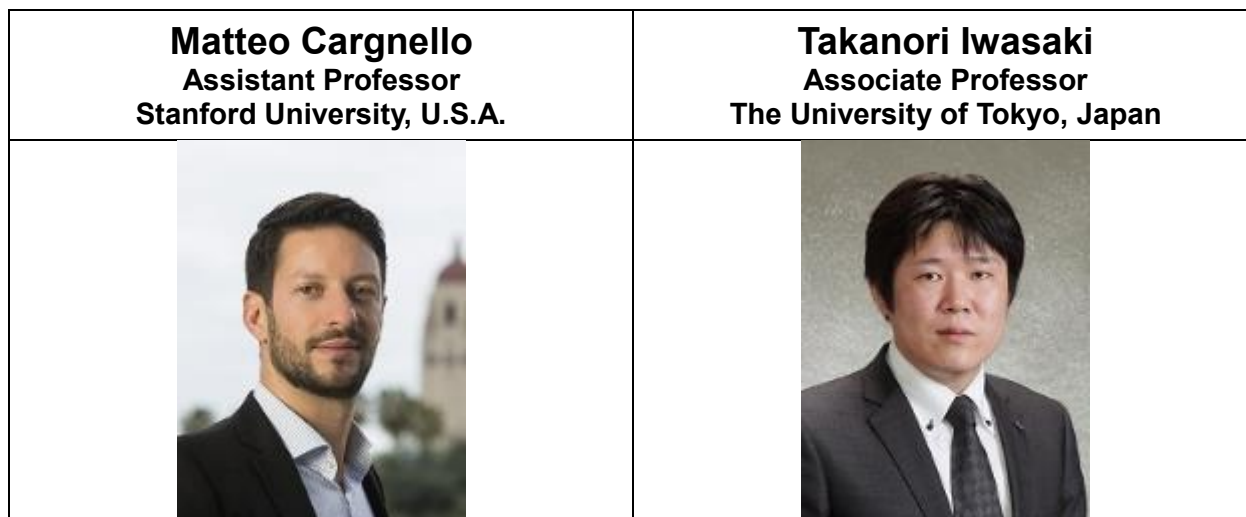 Matteo Cargnello
Assistant Professor
Stanford University, U.S.A.
Takanori Iwasaki
Associate Professor
The University of Tokyo, Japan